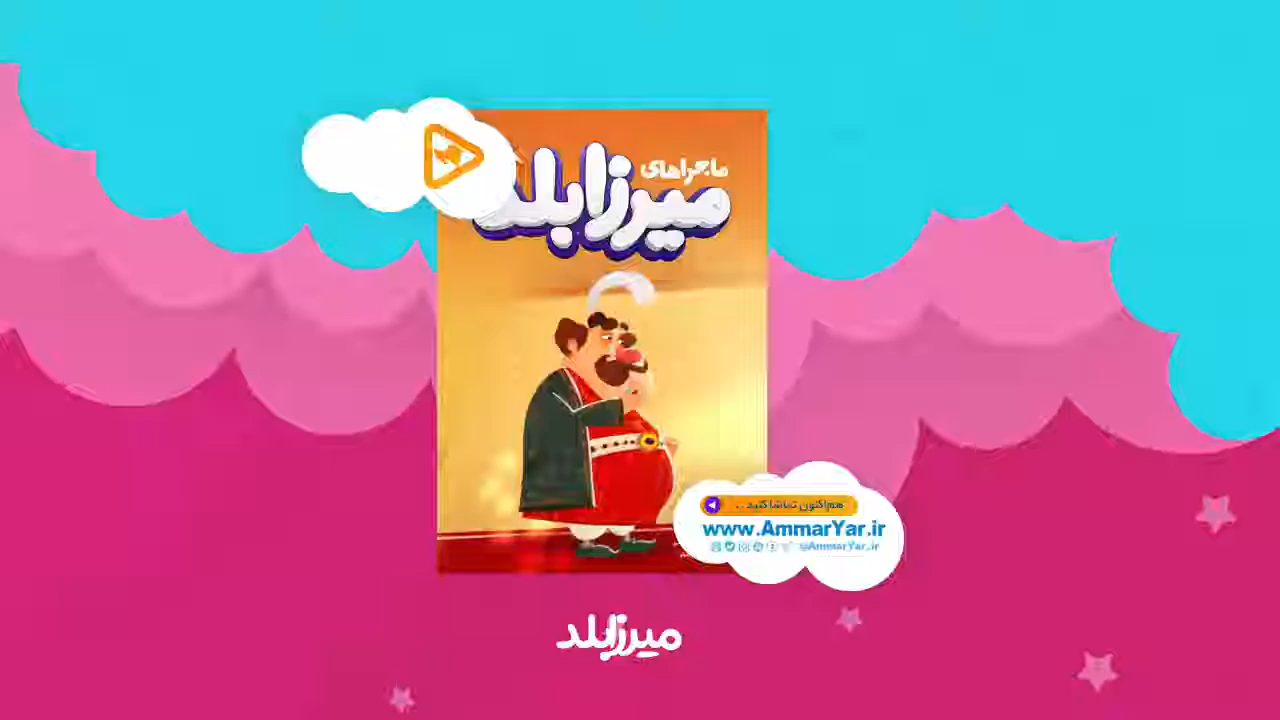 ماجراهای
میرزابلد
هم‌اکنون تماشا کنید ...
www.AmmarYar.ir
@AmmarYar.ir
میرزابلد